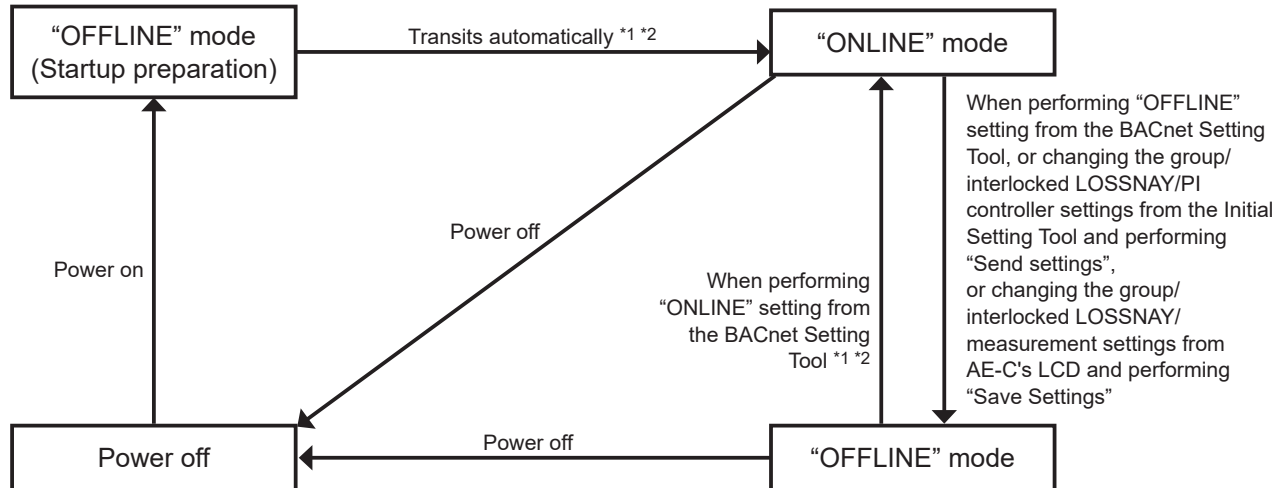 “OFFLINE” mode
(Startup preparation)
Transits automatically *1 *2
“ONLINE” mode
When performing “OFFLINE”
setting from the BACnet Setting
Tool, or changing the group/
interlocked LOSSNAY/PI
controller settings from the Initial
Setting Tool and performing
“Send settings”,
or changing the group/
interlocked LOSSNAY/
measurement settings from
AE-C's LCD and performing
“Save Settings”
Power off
Power on
When performing
“ONLINE” setting from
the BACnet Setting
Tool *1 *2
Power off
Power off
“OFFLINE” mode